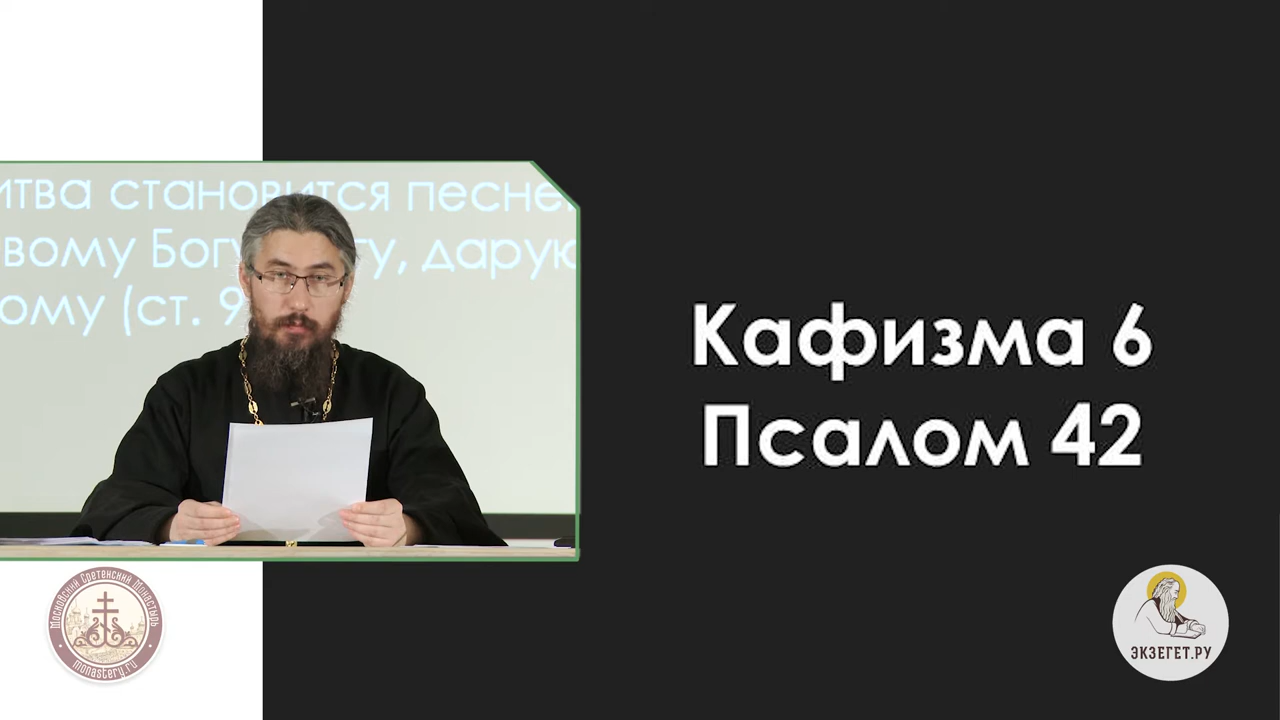 итва становится песне
вому Богу
гу, дарую
ому (ст. 9
Кафизма 6
Псалом 42
Московский Сретенский Монастырь
monastery.ru
ЭКЗЕГЕТ.РУ